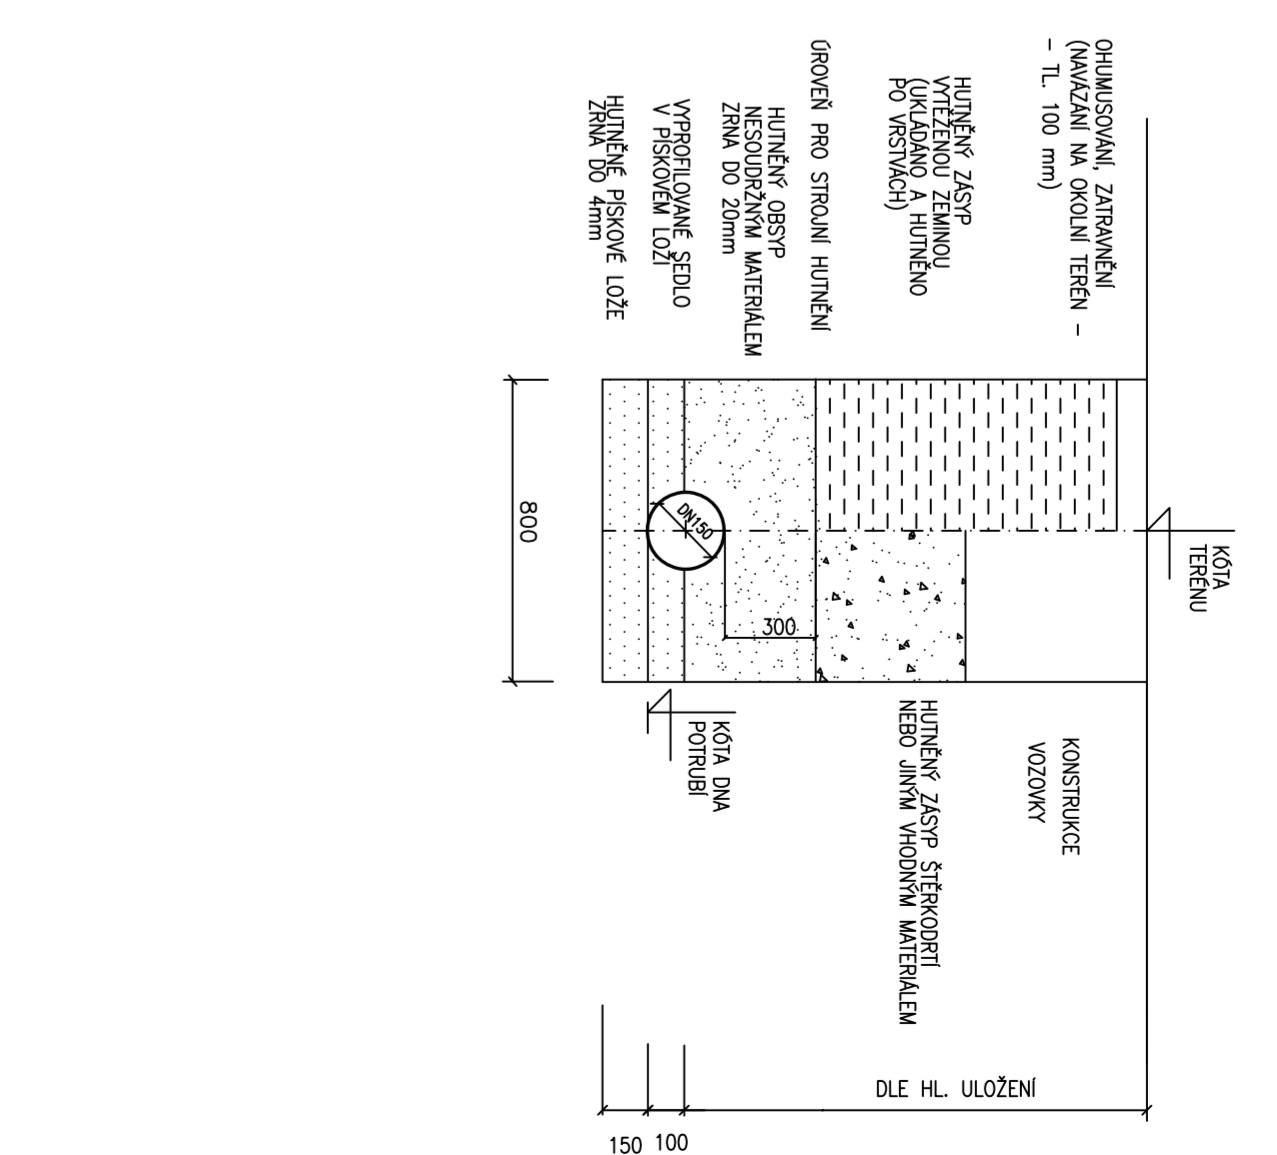 OHUMUSOVÁNÍ, ZATRAVNĚNÍ
(NAVÁZÁNÍ NA OKOLNÍ TERÉN –
– TL. 100 mm)
HUTNĚNÝ ZÁSYP
VYTĚŽENOU ZEMINOU
(UKLÁDÁNO A HUTNĚNO
PO VRSTVÁCH)
ÚROVEŇ PRO STROJNÍ HUTNĚNÍ
HUTNĚNÝ OBSYP
NESOUDRŽNÝM MATERIÁLEM
ZRNA DO 20mm
VYPROFILOVANÉ SEDLO
V PÍSKOVÉM LOŽI
HUTNĚNÉ PÍSKOVÉ LOŽE
ZRNA DO 4mm
KÓTA
TERÉNU
DN150
300
800
KÓTA DNA
POTRUBÍ
KONSTRUKCE
VOZOVKY
HUTNĚNÝ ZÁSYP ŠTĚRKODRTÍ
NEBO JINÝM VHODNÝM MATERIÁLEM
DLE HL. ULOŽENÍ
100
150